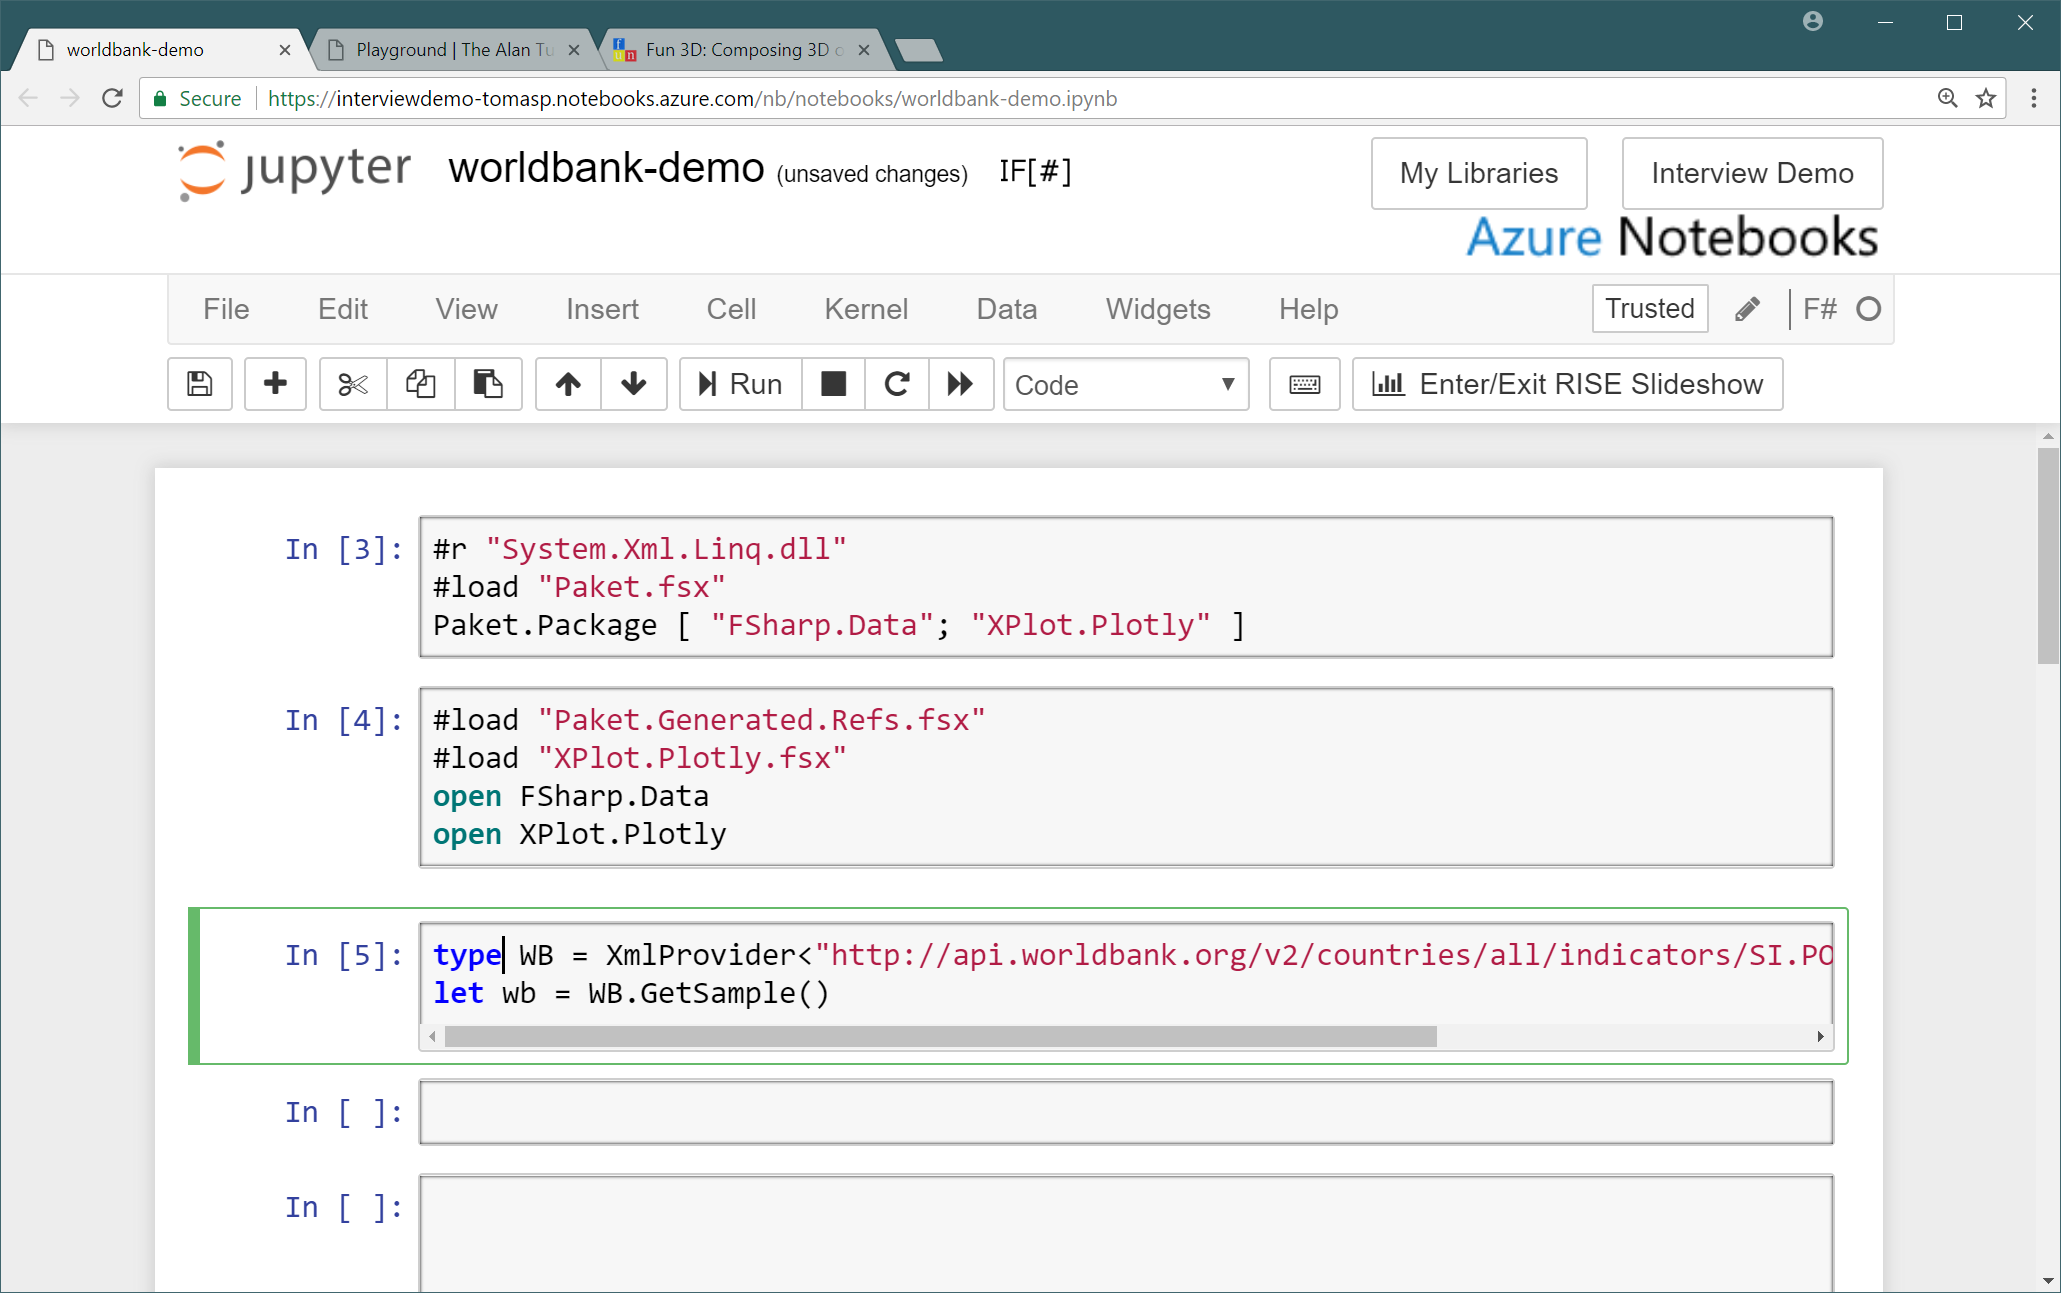 worldbank-demo
Playground | The Alan Tu
Fun 3D: Composing 3D o
Secure
https://interviewdemo-tomasp.notebooks.azure.com/nb/notebooks/worldbank-demo.ipynb
jupyter worldbank-demo (unsaved changes) IF[#]
My Libraries
Interview Demo
Azure Notebooks
File Edit View Insert Cell Kernel Data Widgets Help
Trusted F#
Run
Code
Enter/Exit RISE Slideshow
In [3]:
#r "System.Xml.Linq.dll"
#load "Paket.fsx"
Paket.Package [ "FSharp.Data"; "XPlot.Plotly" ]
In [4]:
#load "Paket.Generated.Refs.fsx"
#load "XPlot.Plotly.fsx"
open FSharp.Data
open XPlot.Plotly
In [5]:
type WB = XmlProvider<"http://api.worldbank.org/v2/countries/all/indicators/SI.PO
let wb = WB.GetSample()
In [ ]:
In [ ]: